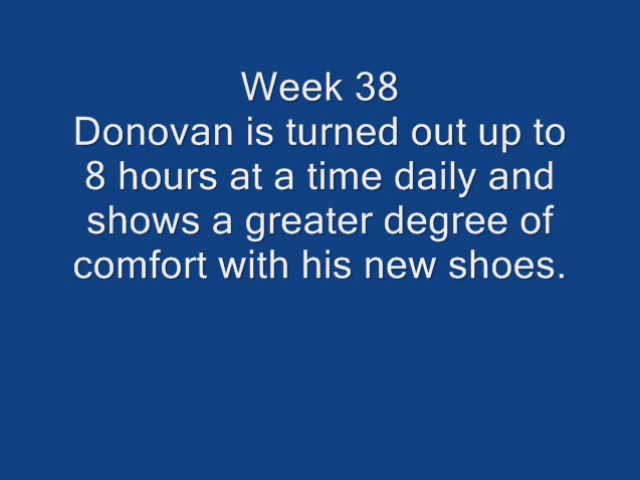 Week 38
Donovan is turned out up to
8 hours at a time daily and
shows a greater degree of
comfort with his new shoes.